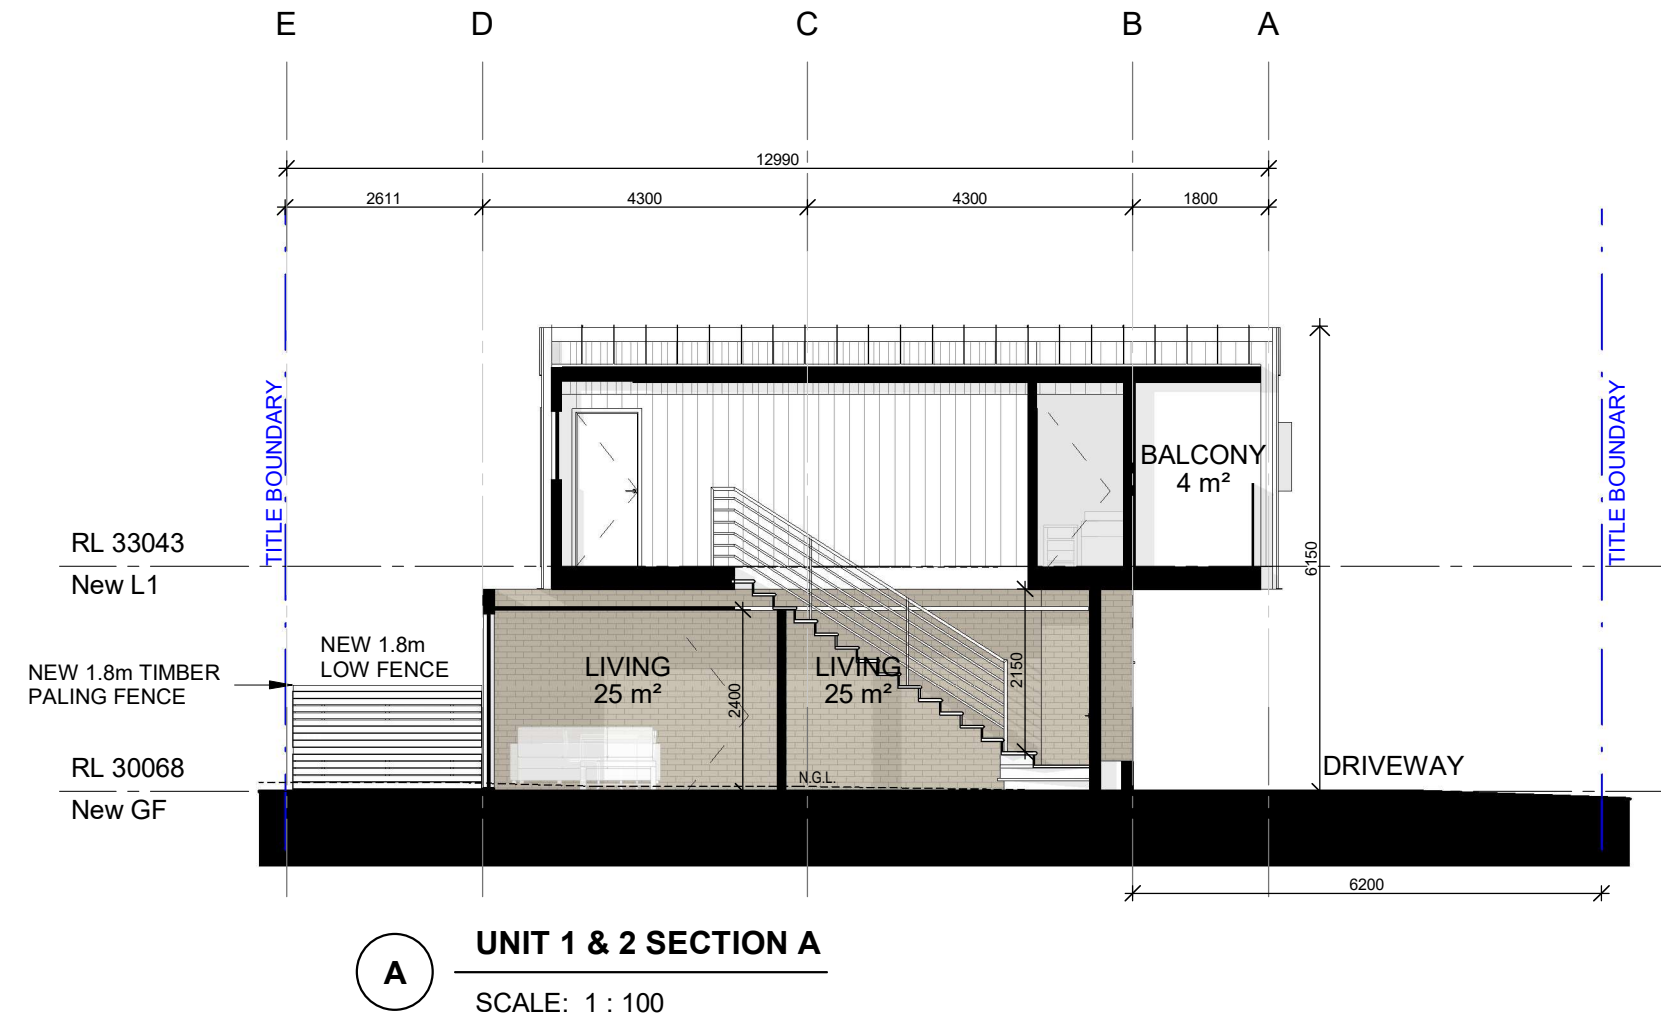 E
D
C
B
A
12990
2611
4300
4300
1800
TITLE BOUNDARY
TITLE BOUNDARY
BALCONY
4 m²
RL 33043
New L1
6150
NEW 1.8m
LOW FENCE
NEW 1.8m TIMBER
PALING FENCE
LIVING
25 m²
LIVING
25 m²
2400
2150
RL 30068
New GF
N.G.L.
DRIVEWAY
6200
A
UNIT 1 & 2 SECTION A
SCALE: 1 : 100